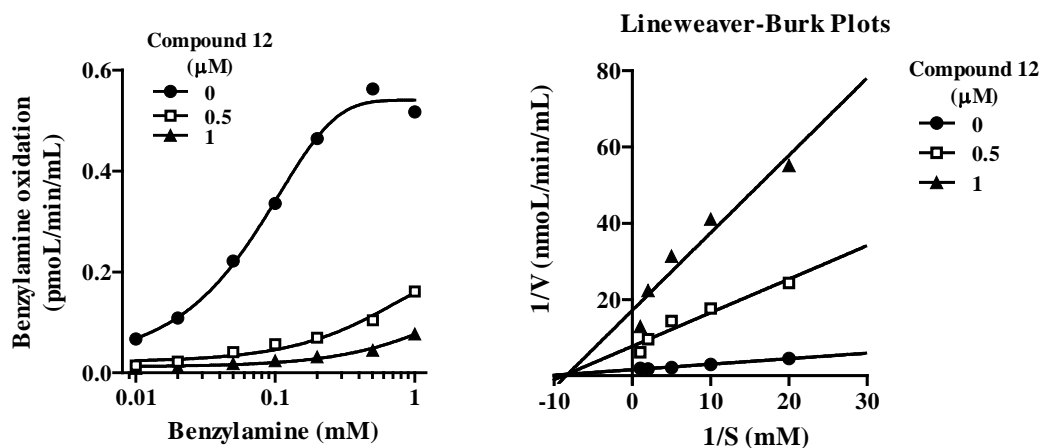 Compound 12
(μM)
0
0.5
1
Benzylamine oxidation
(pmoL/min/mL)
0.6
0.4
0.2
0.0
0.01
0.1
1
Benzylamine (mM)
Lineweaver-Burk Plots
Compound 12
(μM)
0
0.5
1
1/V (nmoL/min/mL)
80
60
40
20
-10
0
10
20
30
1/S (mM)